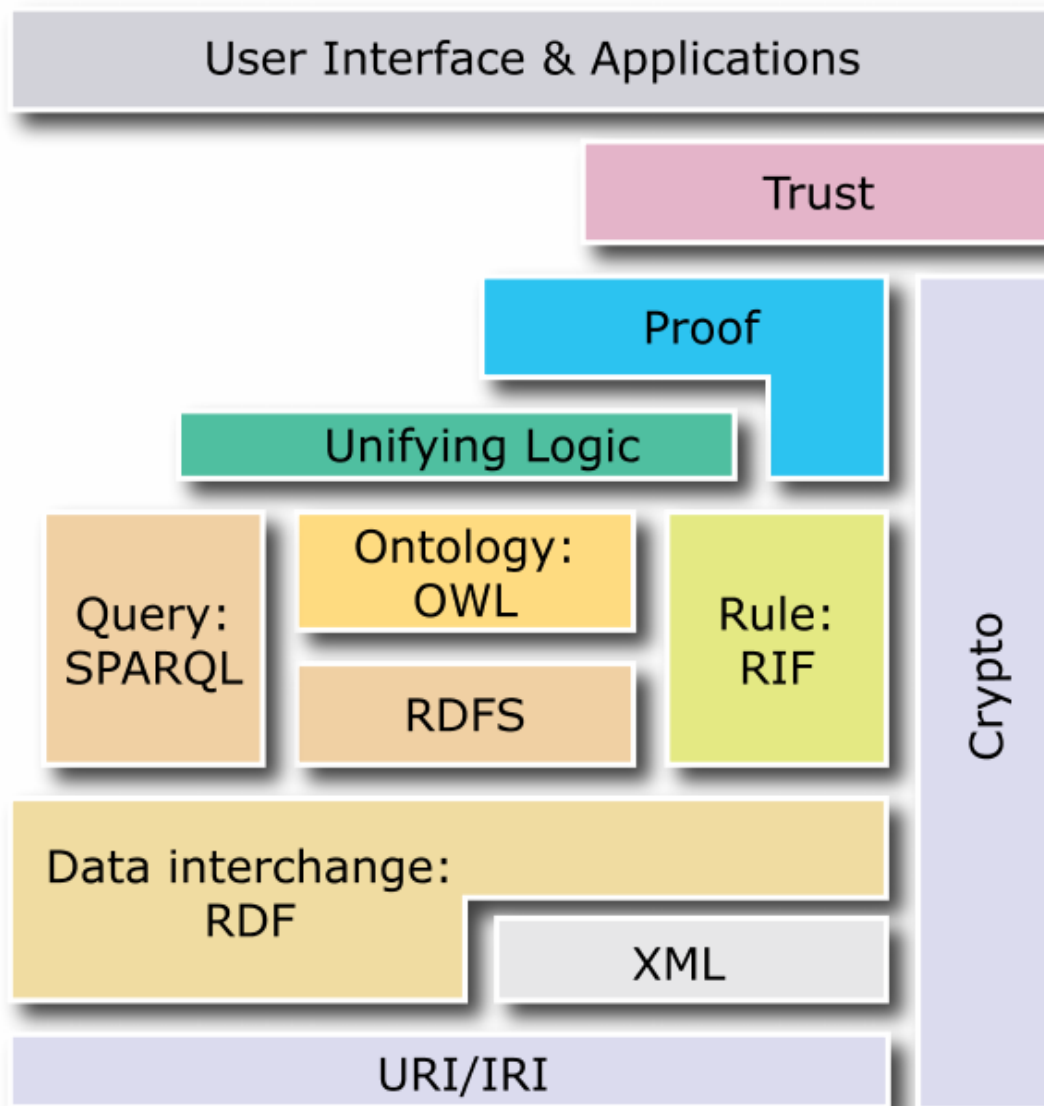 User Interface & Applications
Trust
Proof
Unifying Logic
Query:
SPARQL
Ontology:
OWL
RDFS
Rule:
RIF
Crypto
Data interchange:
RDF
XML
URI/IRI